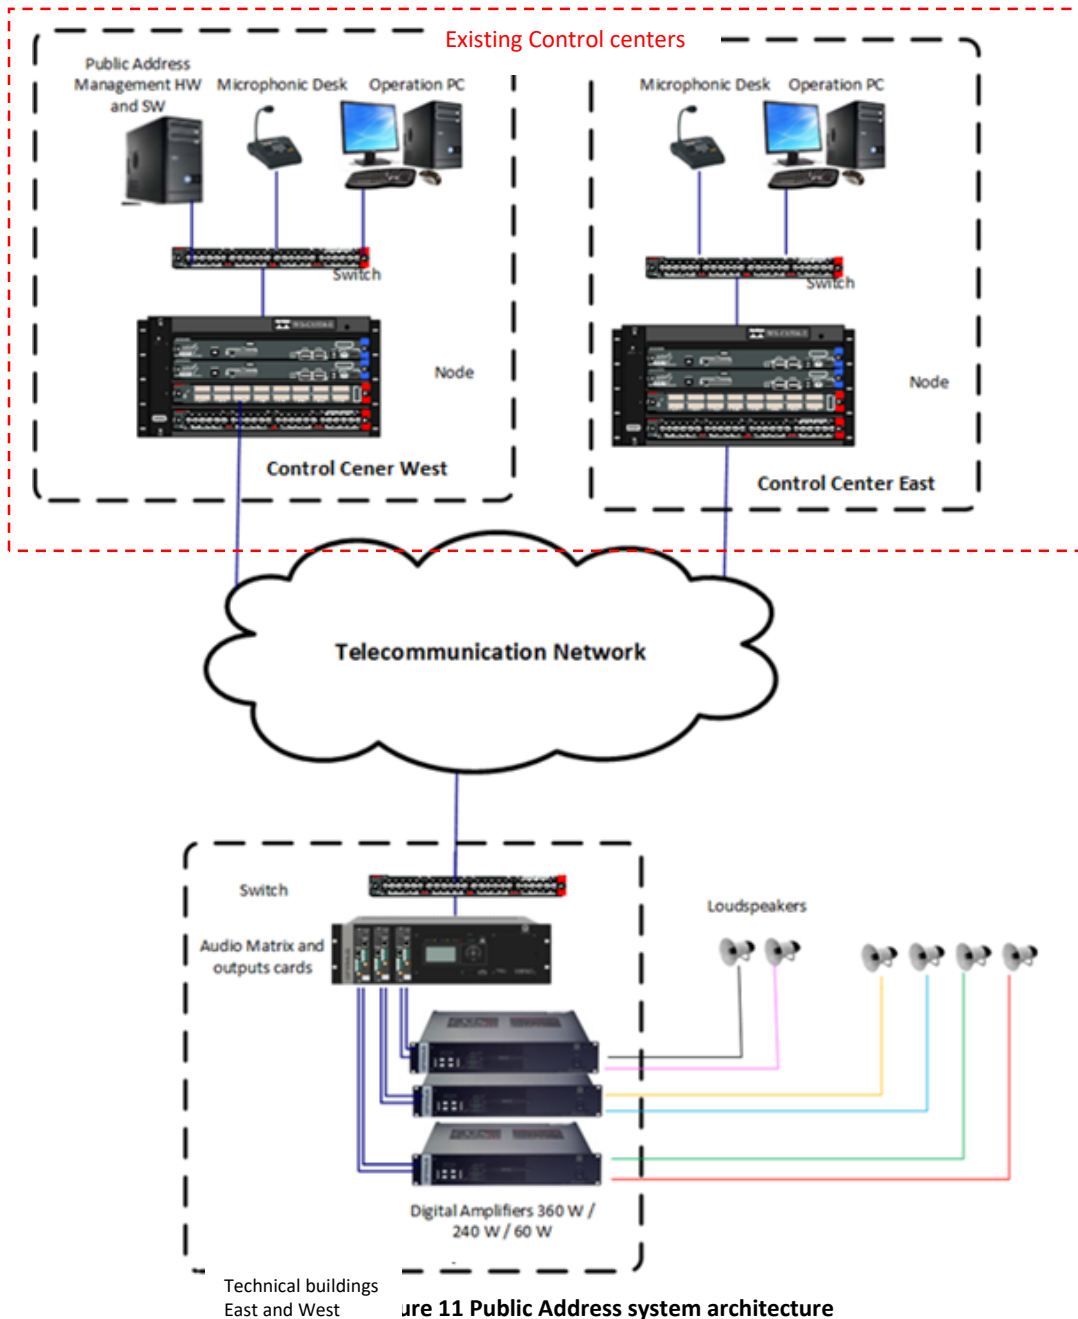 Existing Control centers
Public Address
Management HW
and SW
Microphonic Desk
Operation PC
Microphonic Desk
Operation PC
Switch
Switch
Node
Node
Control Cener West
Control Center East
Telecommunication Network
Switch
Loudspeakers
Audio Matrix and
outputs cards
Digital Amplifiers 360 W /
240 W / 60 W
Technical buildings
East and West
ure 11 Public Address system architecture